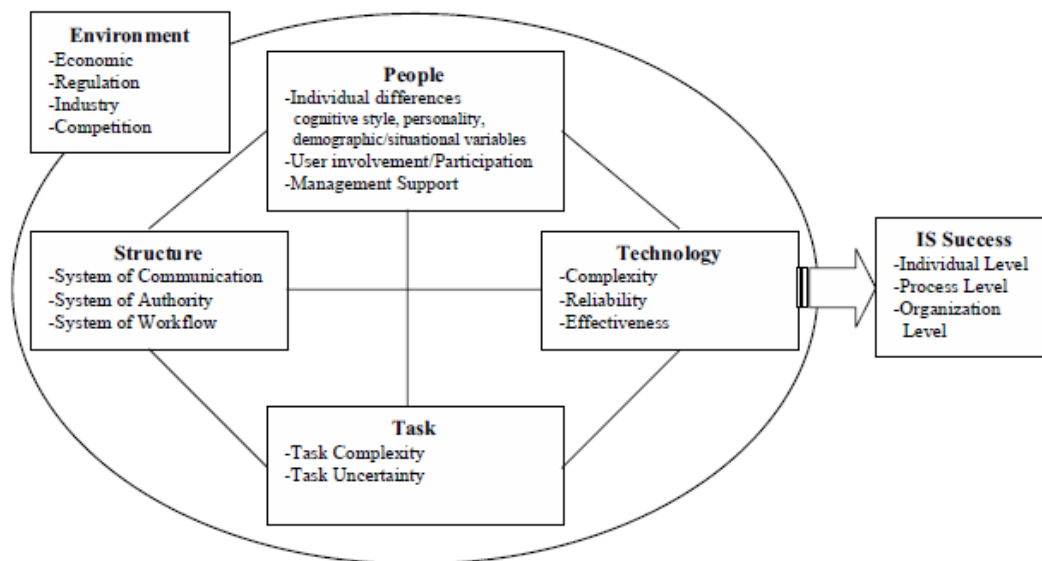 Environment
-Economic
-Regulation
-Industry
-Competition
People
-Individual differences
cognitive style, personality,
demographic/situational variables
-User involvement/Participation
-Management Support
Structure
-System of Communication
-System of Authority
-System of Workflow
Technology
-Complexity
-Reliability
-Effectiveness
IS Success
-Individual Level
-Process Level
-Organization
Level
Task
-Task Complexity
-Task Uncertainty